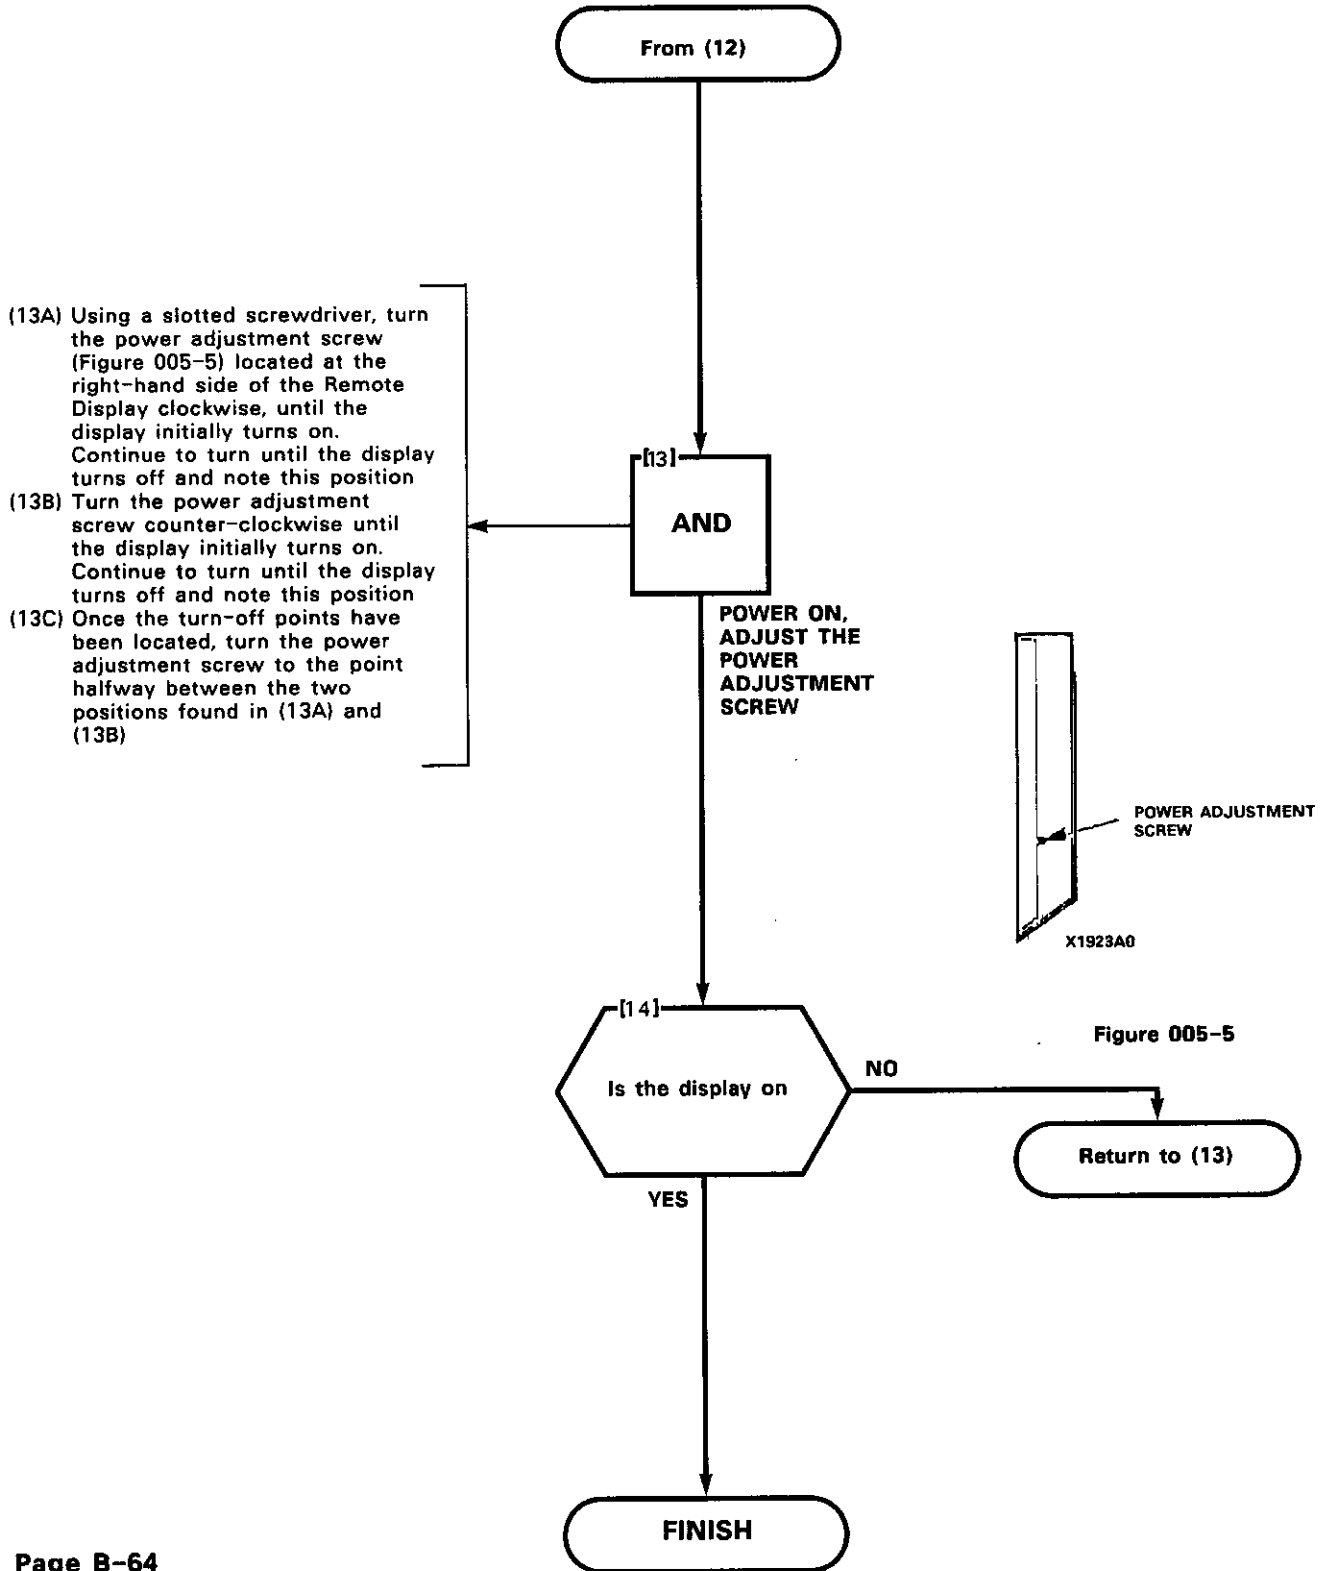 From (12)
(13A) Using a slotted screwdriver, turn
the power adjustment screw
(Figure 005-5) located at the
right-hand side of the Remote
Display clockwise, until the
display initially turns on.
Continue to turn until the display
turns off and note this position
(13B) Turn the power adjustment
screw counter-clockwise until
the display initially turns on.
Continue to turn until the display
turns off and note this position
(13C) Once the turn-off points have
been located, turn the power
adjustment screw to the point
halfway between the two
positions found in (13A) and
(13B)
[13]
AND
POWER ON,
ADJUST THE
POWER
ADJUSTMENT
SCREW
POWER ADJUSTMENT
SCREW
X1923A0
Figure 005-5
[14]
Is the display on
NO
Return to (13)
YES
FINISH
Page B-64